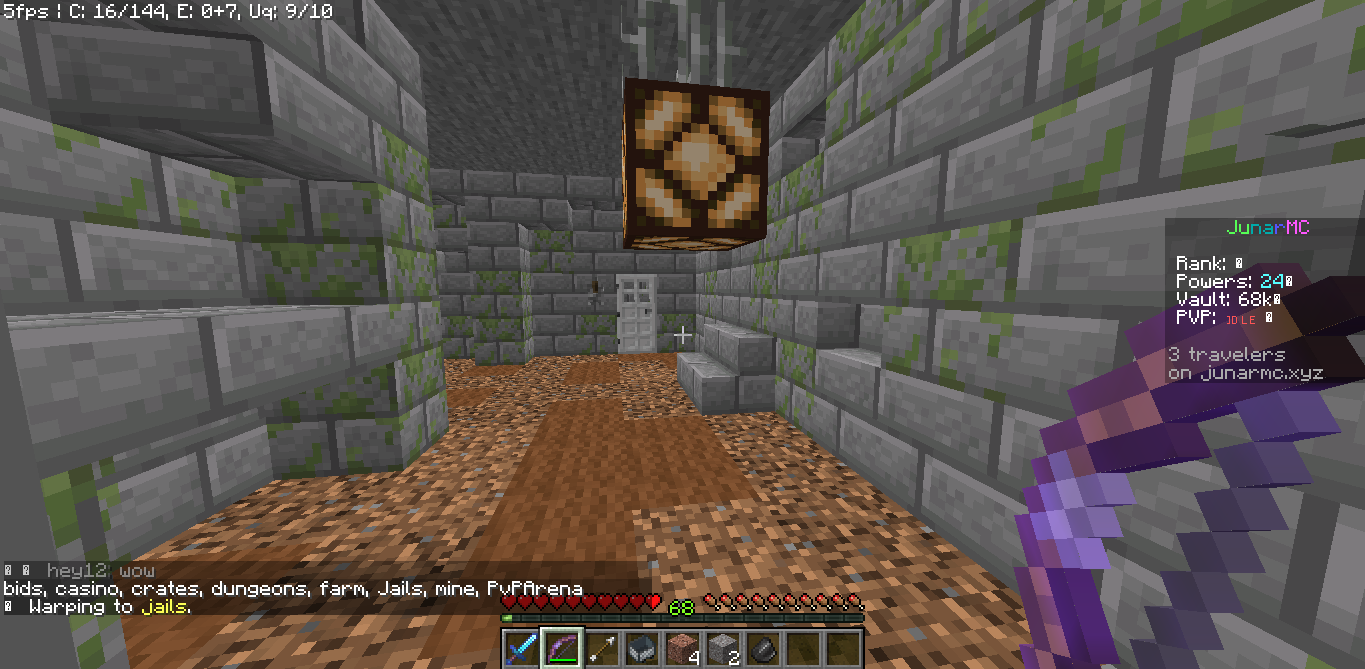 5fps | C: 16/144, E: 0+7, Uq: 9/10
JunarMC
Rank:
Powers: 24
Vault: 68k
PVP: IDLE
3 travelers
on junarmc.xyz
hey12: wow
bids, casino, crates, dungeons, farm, Jails, mine, PvPArena
Warping to jails.
68
4
2